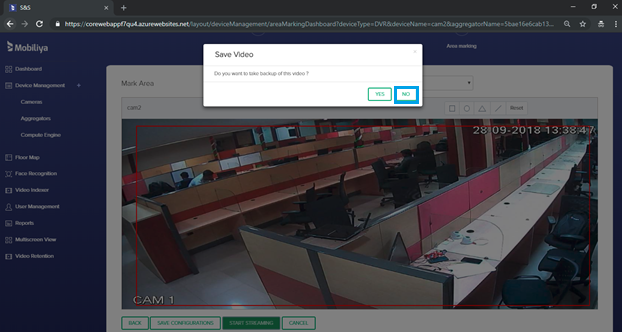 S&S
https://corewebappf7qu4.azurewebsites.net/layout/deviceManagement/areaMarkingDashboard?deviceType=DVR&deviceName=cam2&aggregatorName=5bae16e6cab13...
Mobiliya
Area marking
Save Video
×
Do you want to take backup of this video ?
YES NO
Dashboard
Device Management +
Cameras
Aggregators
Compute Engine
Floor Map
Face Recognition
Video Indexer
User Management
Reports
Multiscreen View
Video Retention
Mark Area
cam2
Reset
28-09-2018 13:38:47
CAM 1
BACK SAVE CONFIGURATIONS START STREAMING CANCEL